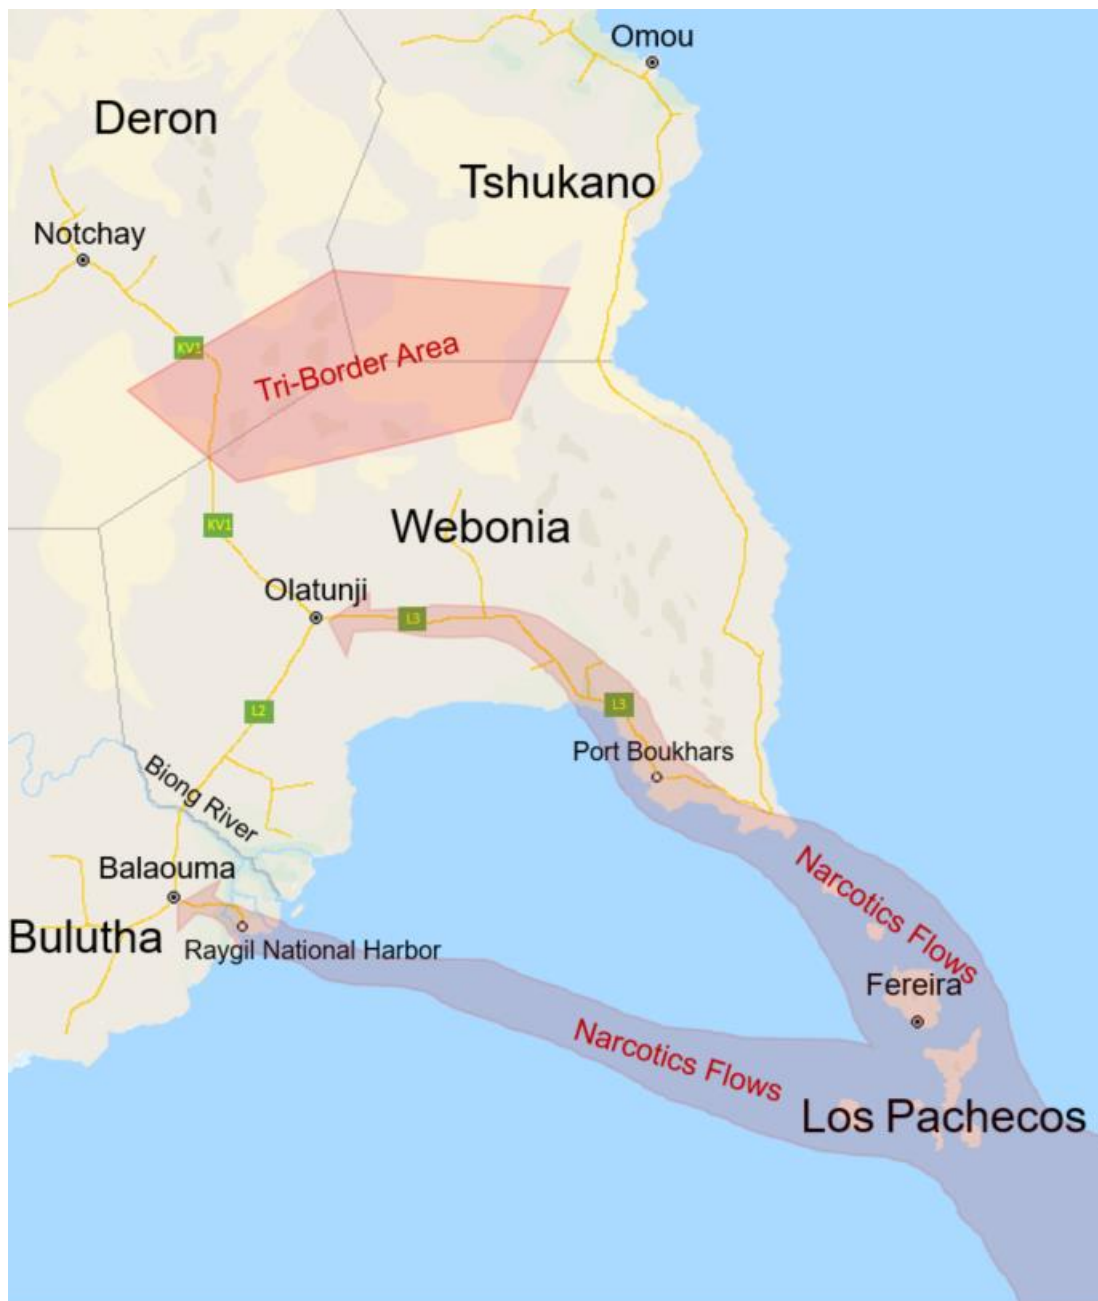 Omou
Deron
Tshukano
Notchay
KV1
Tri-Border Area
KV1
Webonia
Olatunji
L3
L3
L2
Port Boukhars
Biong River
Balaouma
Bulutha
Raygil National Harbor
Narcotics Flows
Fereira
Narcotics Flows
Los Pachecos